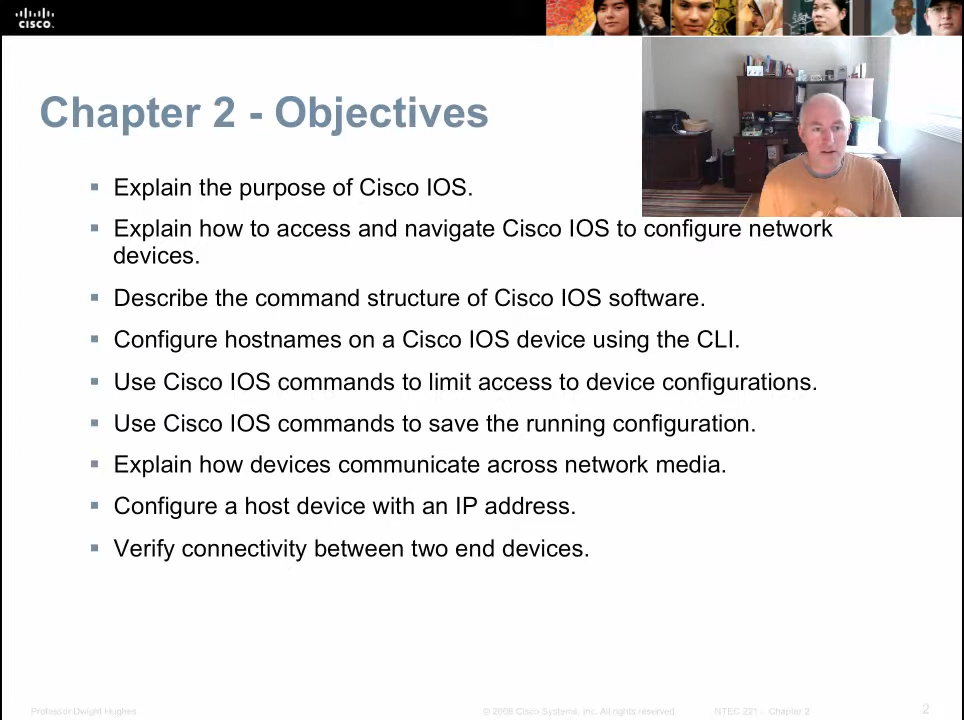 CISCO
Chapter 2 - Objectives
Explain the purpose of Cisco IOS.
Explain how to access and navigate Cisco IOS to configure network
devices.
Describe the command structure of Cisco IOS software.
Configure hostnames on a Cisco IOS device using the CLI.
Use Cisco IOS commands to limit access to device configurations.
Use Cisco IOS commands to save the running configuration.
Explain how devices communicate across network media.
Configure a host device with an IP address.
Verify connectivity between two end devices.
Professor Dwight Hughes © 2008 Cisco Systems, Inc. All rights reserved. NTEC 221 - Chapter 2 2